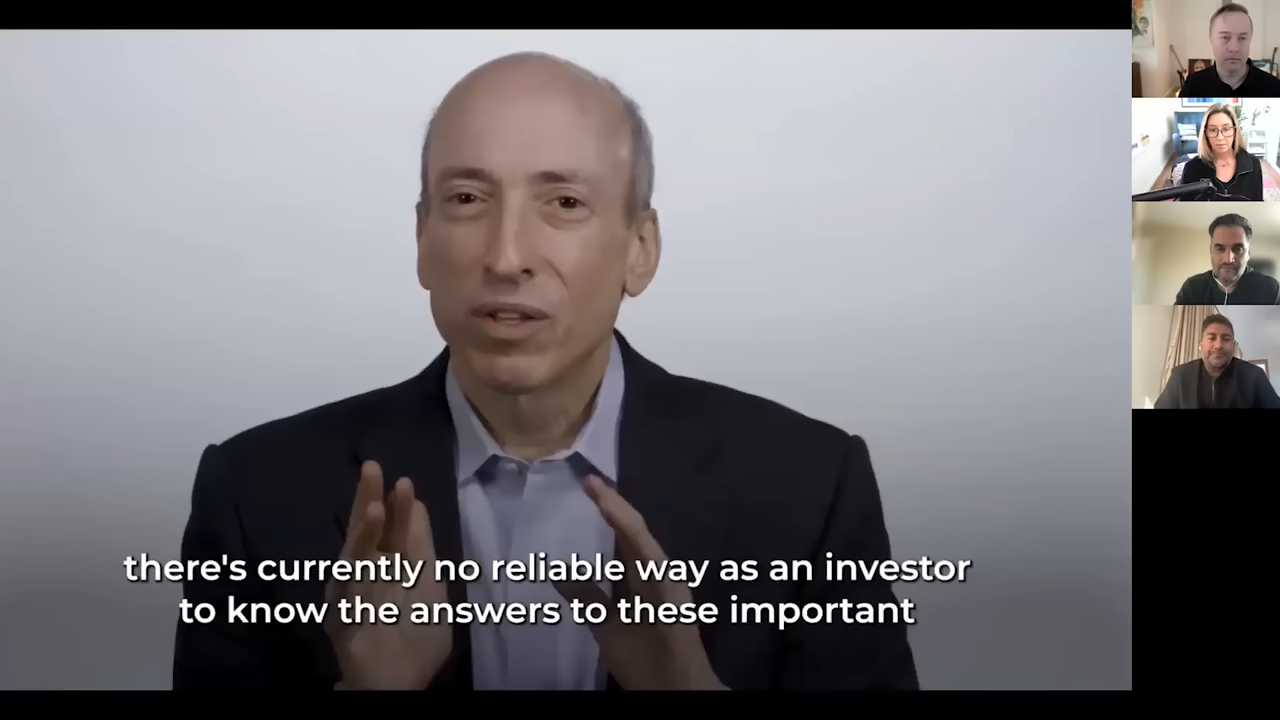 there's currently no reliable way as an investor
to know the answers to these important